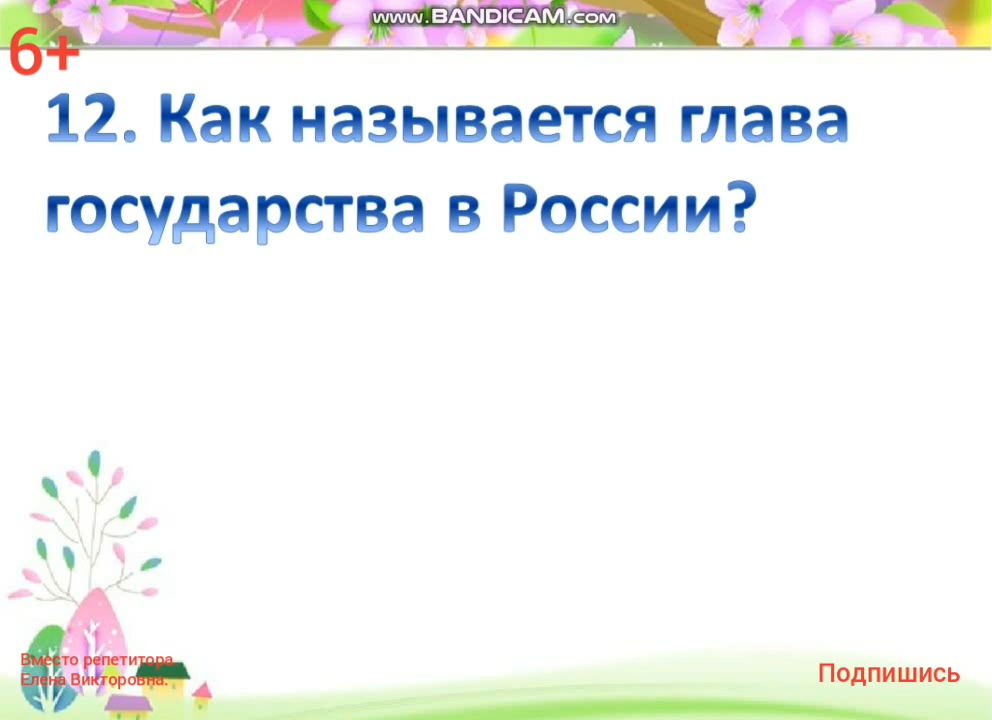 www.BANDICAM.com
6+
12. Как называется глава
государства в России?
Вместо репетитора
Елена Викторовна.
Подпишись